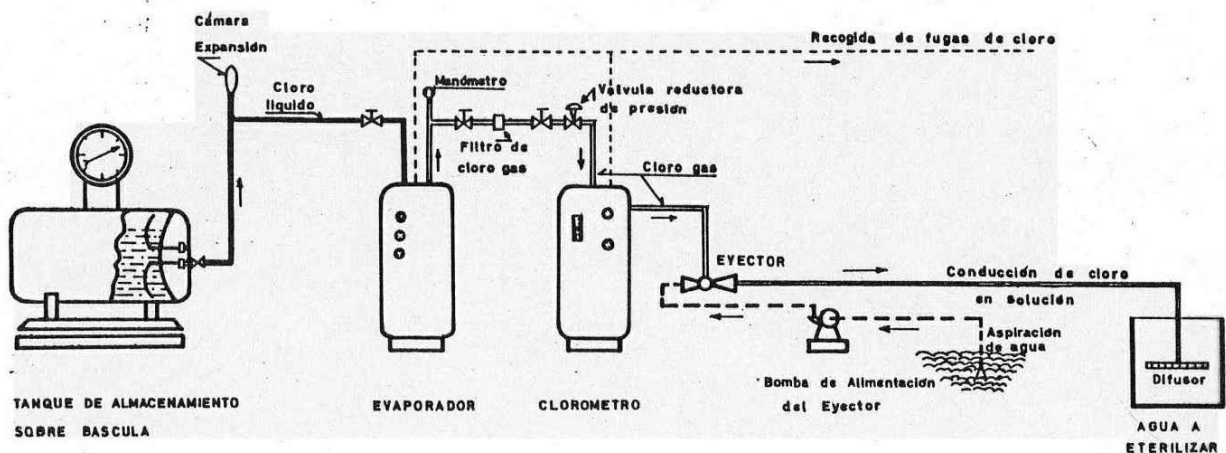 Cámara
Expansión
Recogida de fugas de cloro
Cloro
líquido
Manómetro
Valvula reductora
de presión
Filtro de
cloro gas
Cloro gas
EYECTOR
Conducción de cloro
en solución
Aspiración
de agua
Bomba de Alimentación
del Eyector
Difusor
TANQUE DE ALMACENAMIENTO
SOBRE BASCULA
EVAPORADOR
CLOROMETRO
AGUA A
ETERILIZAR